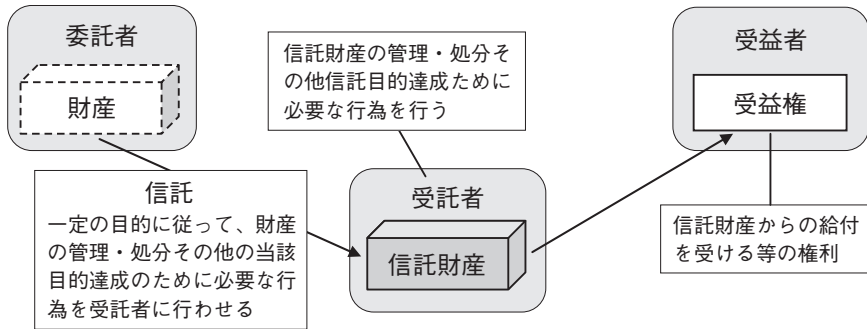 委託者
財産
信託財産の管理・処分そ
の他信託目的達成ために
必要な行為を行う
受益者
受益権
信託
一定の目的に従って、財産
の管理・処分その他の当該
目的達成のために必要な行
為を受託者に行わせる
受託者
信託財産
信託財産からの給付
を受ける等の権利